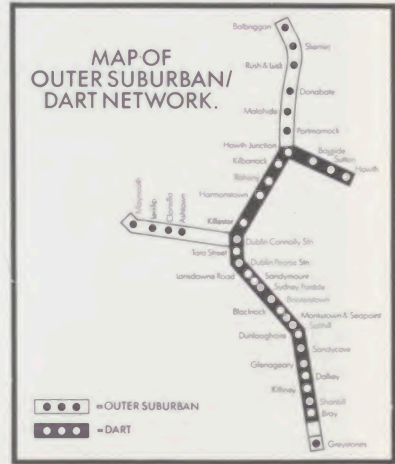 MAP OF
OUTER SUBURBAN/
DART NETWORK.
Skerries
Rush & Lusk
Donabate
Malahide
Portmarnock
Howth Junction
Bayside
Sutton
Howth
Kilbarrack
Raheny
Harmonstown
Killester
Maynooth
Leixlip
Clonsilla
Ashtown
Dublin Connolly Stn
Tara Street
Dublin Pearse Stn
Lansdowne Road
Sandymount
Sydney Parade
Booterstown
Blackrock
Monkstown & Seapoint
Dunlaoghaire
Sandycove
Glenageary
Dalkey
Killiney
Shankill
Bray
Greystones
=OUTER SUBURBAN
=DART